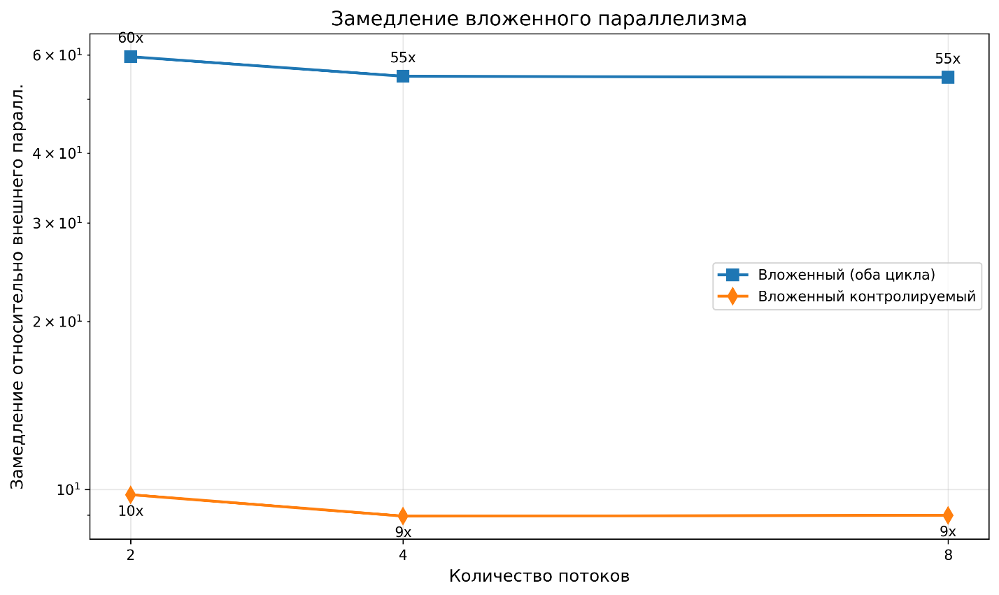 Замедление вложенного параллелизма
Замедление относительно внешнего паралл.
6 × 10¹
4 × 10¹
3 × 10¹
2 × 10¹
10¹
60x
55x
55x
Вложенный (оба цикла)
Вложенный контролируемый
10x
9x
9x
2
4
8
Количество потоков